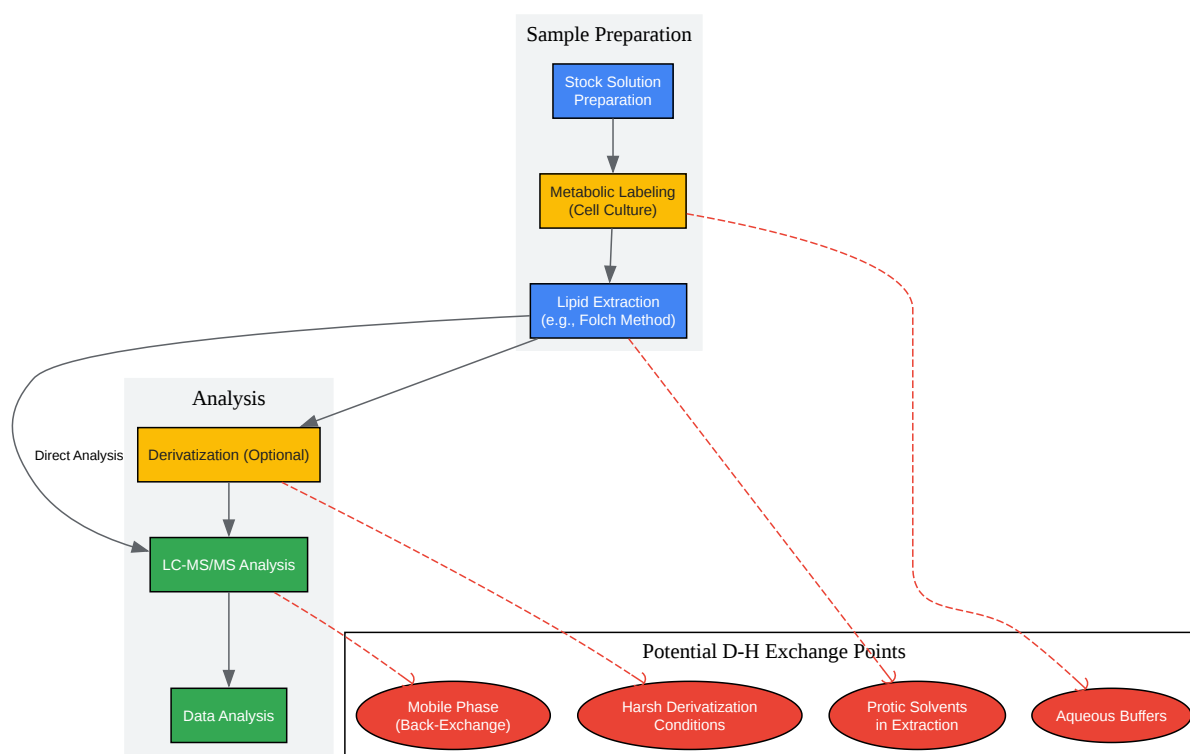 Sample Preparation
Stock Solution
Preparation
Metabolic Labeling
(Cell Culture)
Lipid Extraction
(e.g., Folch Method)
Analysis
Direct Analysis
Derivatization (Optional)
LC-MS/MS Analysis
Data Analysis
Potential D-H Exchange Points
Mobile Phase
(Back-Exchange)
Harsh Derivatization
Conditions
Protic Solvents
in Extraction
Aqueous Buffers